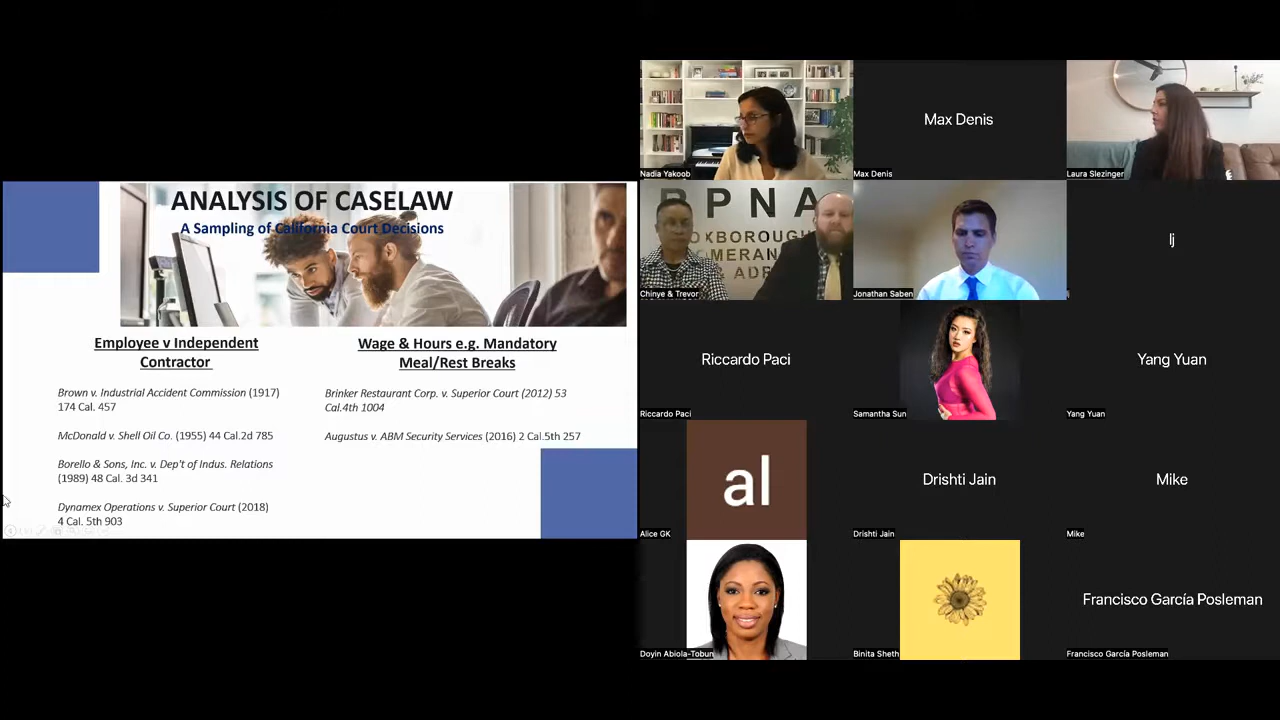 ANALYSIS OF CASELAW
A Sampling of California Court Decisions
Employee v Independent
Contractor
Brown v. Industrial Accident Commission (1917)
174 Cal. 457
McDonald v. Shell Oil Co. (1955) 44 Cal.2d 785
Borello & Sons, Inc. v. Dep't of Indus. Relations
(1989) 48 Cal. 3d 341
Dynamex Operations v. Superior Court (2018)
4 Cal. 5th 903
Wage & Hours e.g. Mandatory
Meal/Rest Breaks
Brinker Restaurant Corp. v. Superior Court (2012) 53
Cal.4th 1004
Augustus v. ABM Security Services (2016) 2 Cal.5th 257
Nadia Yakoob
Max Denis
Max Denis
Laura Slezinger
PNA
OXBOROUGH
OMERAN
& ADR
Chinye & Trevor
Jonathan Saben
Riccardo Paci
Riccardo Paci
Samantha Sun
Yang Yuan
Yang Yuan
al
Alice GK
Drishti Jain
Drishti Jain
Mike
Mike
Doyin Abiola-Tobun
Binita Sheth
Francisco García Posleman
Francisco García Posleman